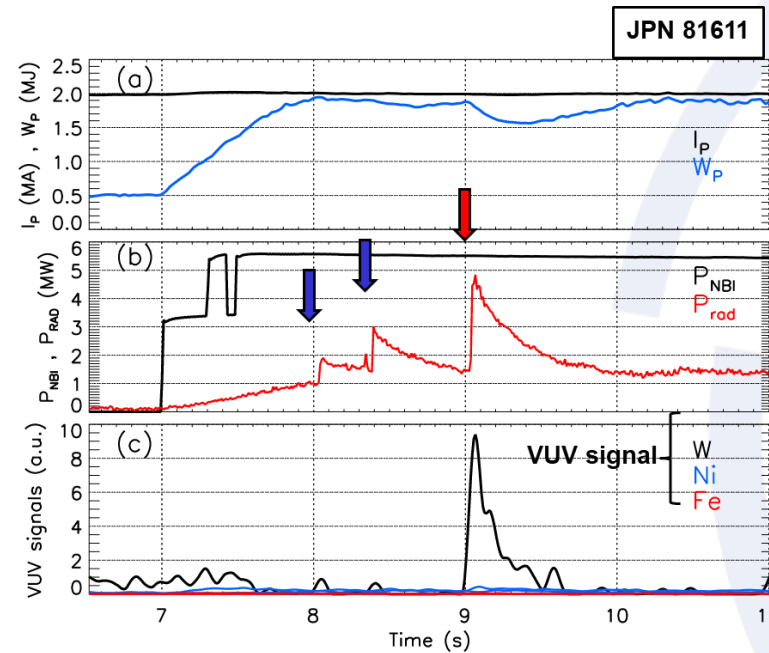 JPN 81611
(a)
I_P (MA) , W_P (MJ)
2.5
2.0
1.5
1.0
0.5
0.0
I_P
W_P
(b)
P_NBI , P_RAD (MW)
6
5
4
3
2
1
0
P_NBI
P_rad
(c)
VUV signals (a.u.)
10
8
6
4
2
0
VUV signal
W
Ni
Fe
7 8 9 10 1
Time (s)